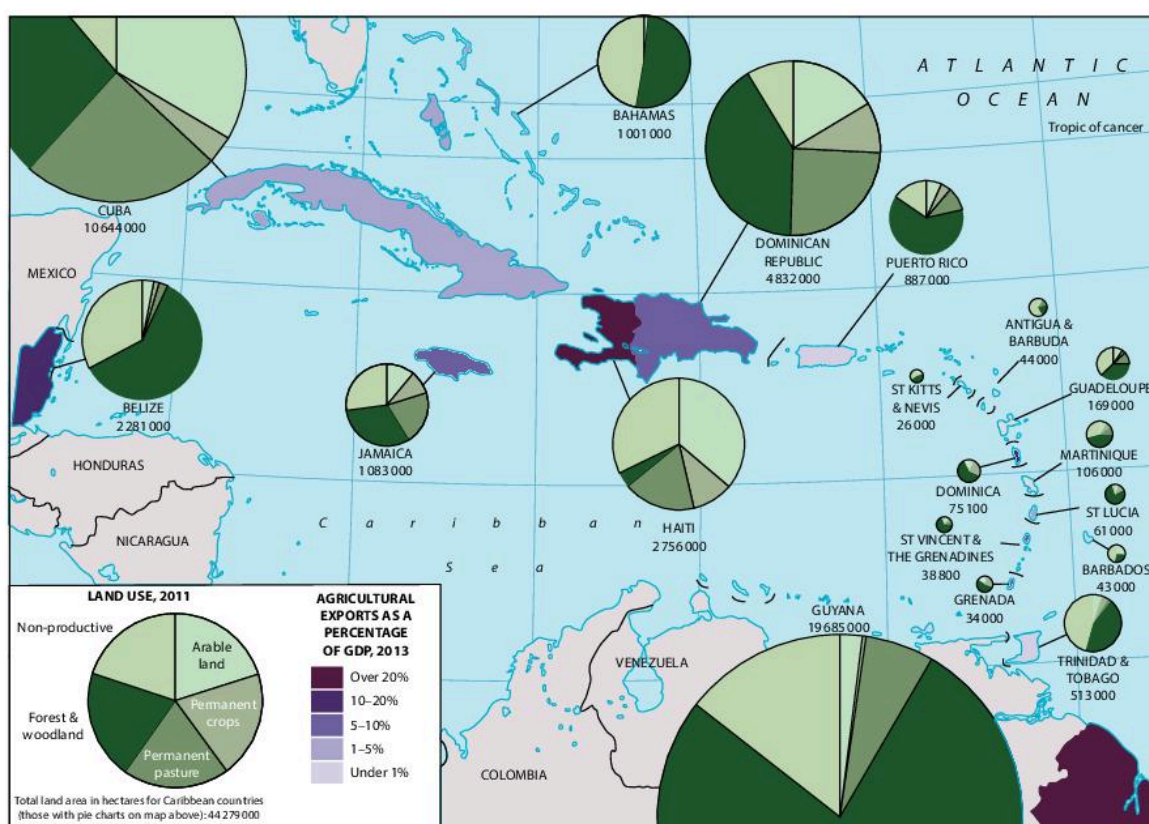 ATLANTIC
OCEAN
Tropic of cancer
BAHAMAS
1 001 000
CUBA
10 644 000
DOMINICAN
REPUBLIC
4 832 000
PUERTO RICO
887 000
MEXICO
BELIZE
2 281 000
JAMAICA
1 083 000
HAITI
2 756 000
ANTIGUA &
BARBUDA
44 000
ST KITTS
& NEVIS
26 000
GUADELOUPE
169 000
MARTINIQUE
106 000
DOMINICA
75 100
ST LUCIA
61 000
ST VINCENT &
THE GRENADINES
38 800
BARBADOS
43 000
GRENADA
34 000
TRINIDAD &
TOBAGO
513 000
HONDURAS
NICARAGUA
Caribbean
Sea
GUYANA
19 685 000
VENEZUELA
COLOMBIA
LAND USE, 2011
Non-productive
Arable
land
Permanent
crops
Forest &
woodland
Permanent
pasture
Total land area in hectares for Caribbean countries
(those with pie charts on map above): 44 279 000
AGRICULTURAL
EXPORTS AS A
PERCENTAGE
OF GDP, 2013
Over 20%
10–20%
5–10%
1–5%
Under 1%